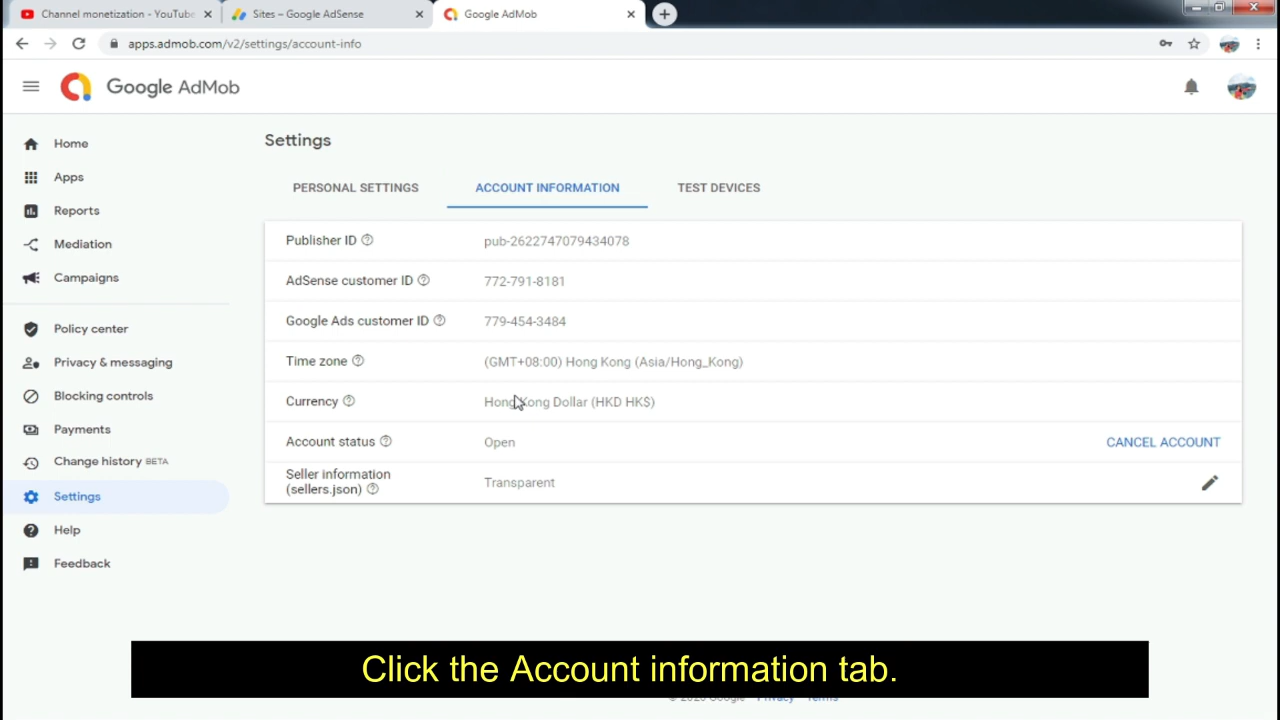 Channel monetization - YouTube
Sites – Google AdSense
Google AdMob
apps.admob.com/v2/settings/account-info
Google AdMob
Home
Apps
Reports
Mediation
Campaigns
Policy center
Privacy & messaging
Blocking controls
Payments
Change history BETA
Settings
Help
Feedback
Settings
PERSONAL SETTINGS
ACCOUNT INFORMATION
TEST DEVICES
Publisher ID
pub-2622747079434078
AdSense customer ID
772-791-8181
Google Ads customer ID
779-454-3484
Time zone
(GMT+08:00) Hong Kong (Asia/Hong_Kong)
Currency
Hong Kong Dollar (HKD HK$)
Account status
Open
CANCEL ACCOUNT
Seller information
(sellers.json)
Transparent
Click the Account information tab.